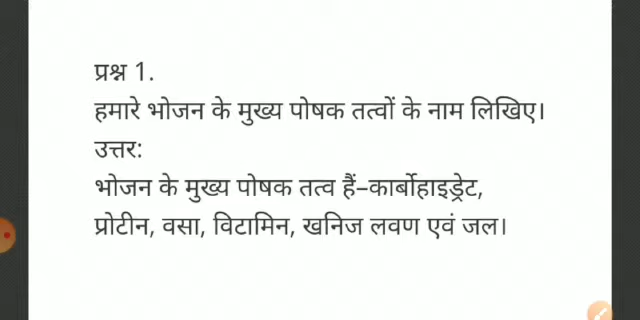 प्रश्न 1.
हमारे भोजन के मुख्य पोषक तत्वों के नाम लिखिए।
उत्तर:
भोजन के मुख्य पोषक तत्व हैं–कार्बोहाइड्रेट,
प्रोटीन, वसा, विटामिन, खनिज लवण एवं जल।